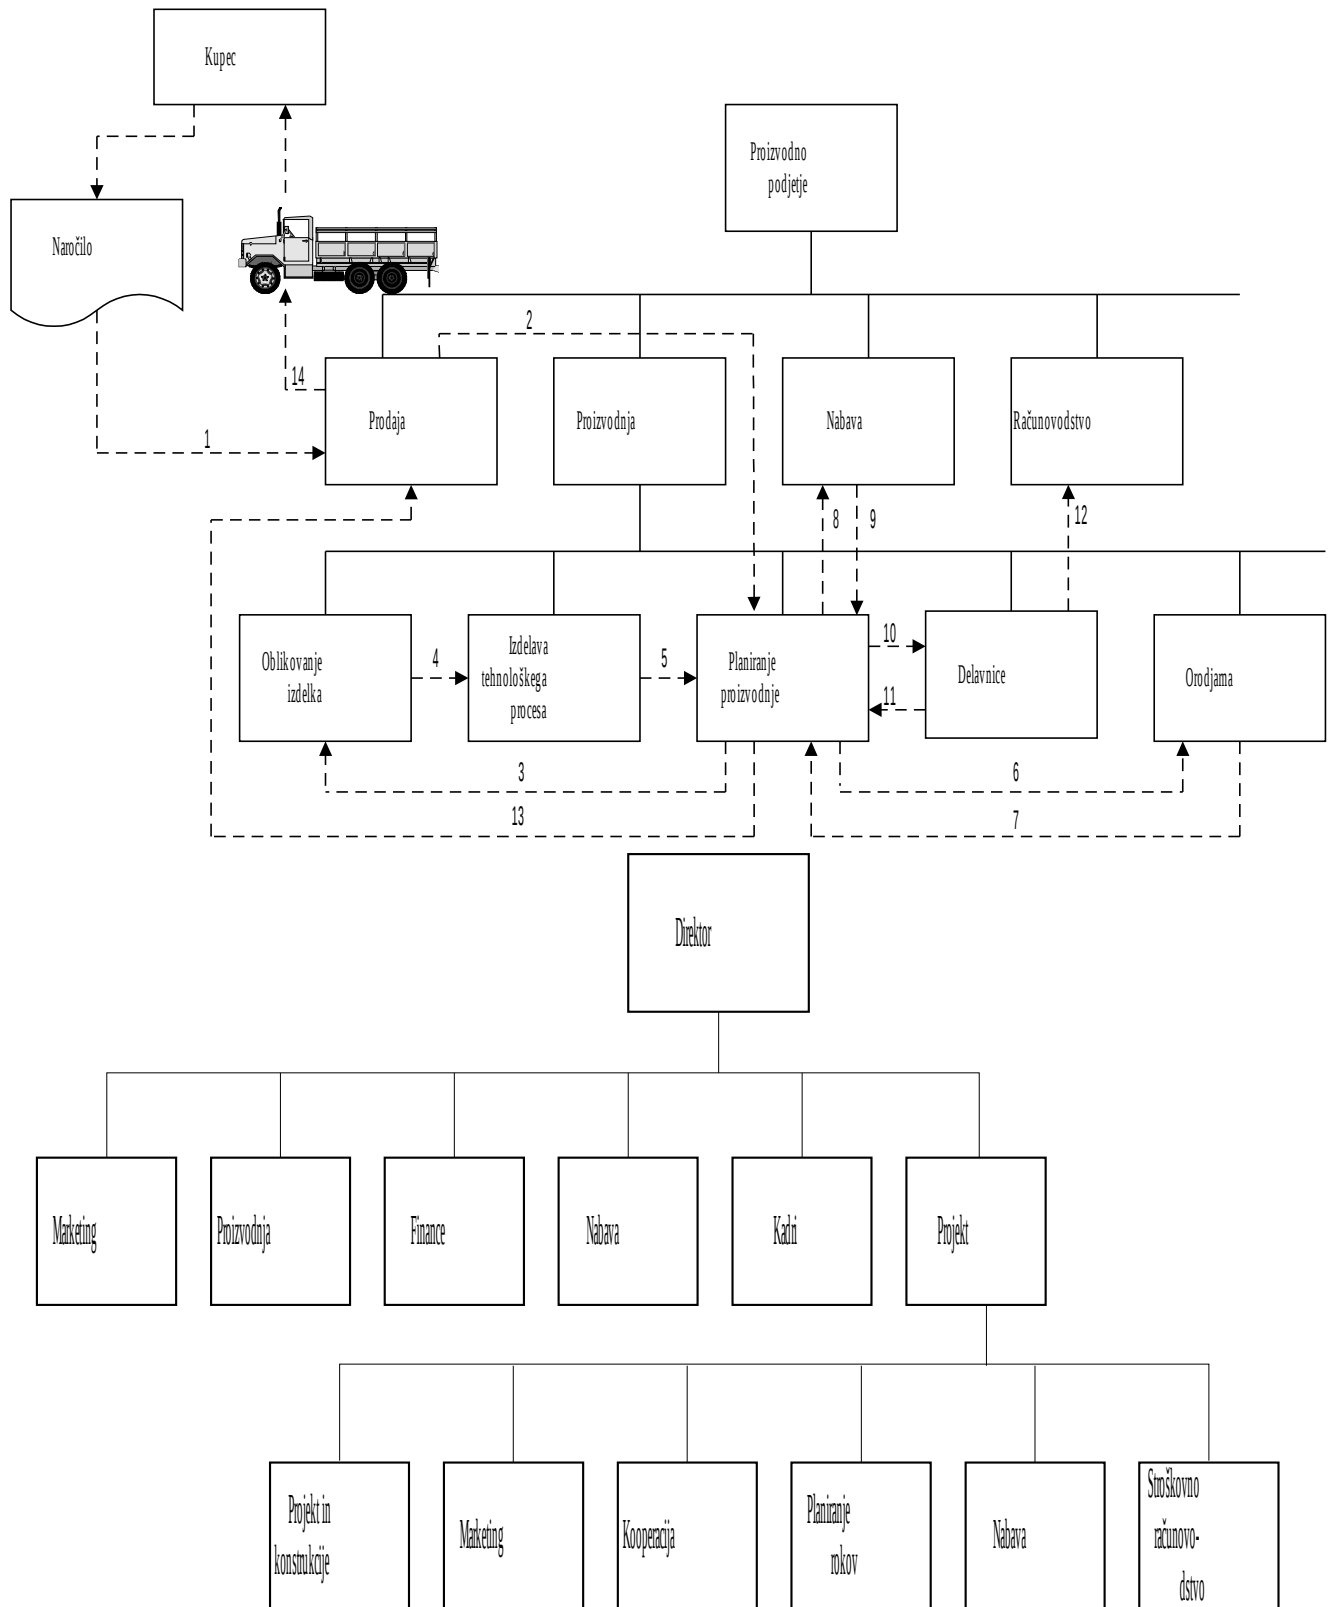 Kupec
Proizvodno
podjetje
Naročilo
2
14
Prodaja
Proizvodnja
Nabava
Računovodstvo
1
8
9
12
Oblikovanje
izdelka
4
Izdelava
tehnološkega
procesa
5
Planiranje
proizvodnje
10
11
Delavnice
Orodjarna
3
6
13
7
Direktor
Marketing
Proizvodnja
Finance
Nabava
Kadri
Projekt
Projekt in
konstrukcije
Marketing
Kooperacija
Planiranje
rokov
Nabava
Stroškovno
računovo-
dstvo